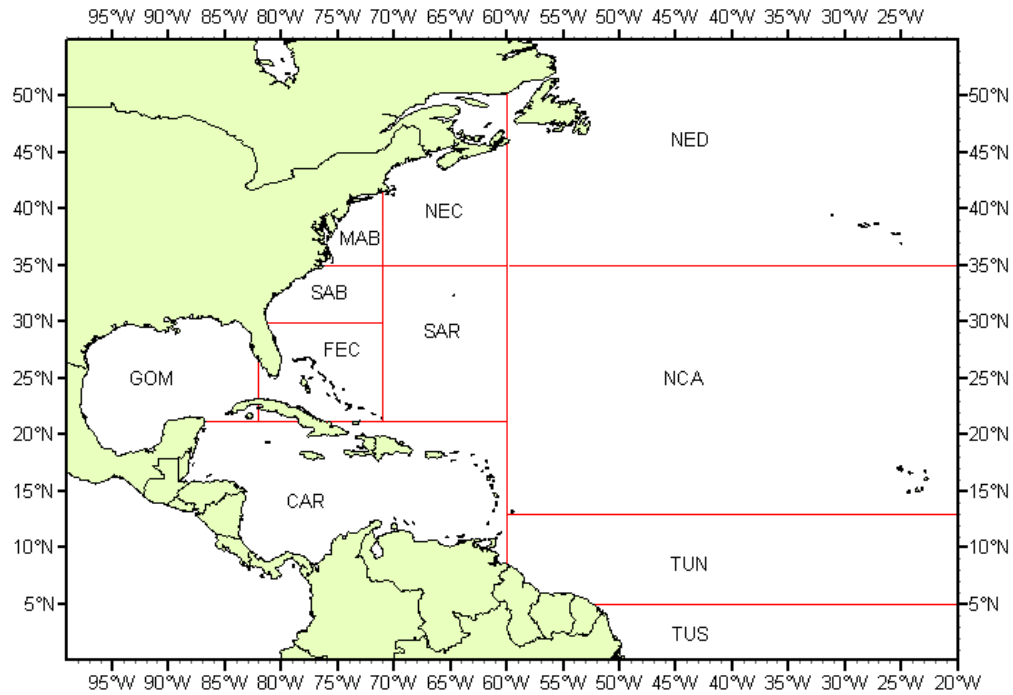 95°W 90°W 85°W 80°W 75°W 70°W 65°W 60°W 55°W 50°W 45°W 40°W 35°W 30°W 25°W
50°N 50°N
NED
45°N 45°N
40°N NEC 40°N
MAB
35°N 35°N
SAB
30°N SAR 30°N
FEC
25°N GOM NCA 25°N
20°N 20°N
15°N 15°N
CAR
10°N 10°N
TUN
5°N 5°N
TUS
95°W 90°W 85°W 80°W 75°W 70°W 65°W 60°W 55°W 50°W 45°W 40°W 35°W 30°W 25°W 20°W